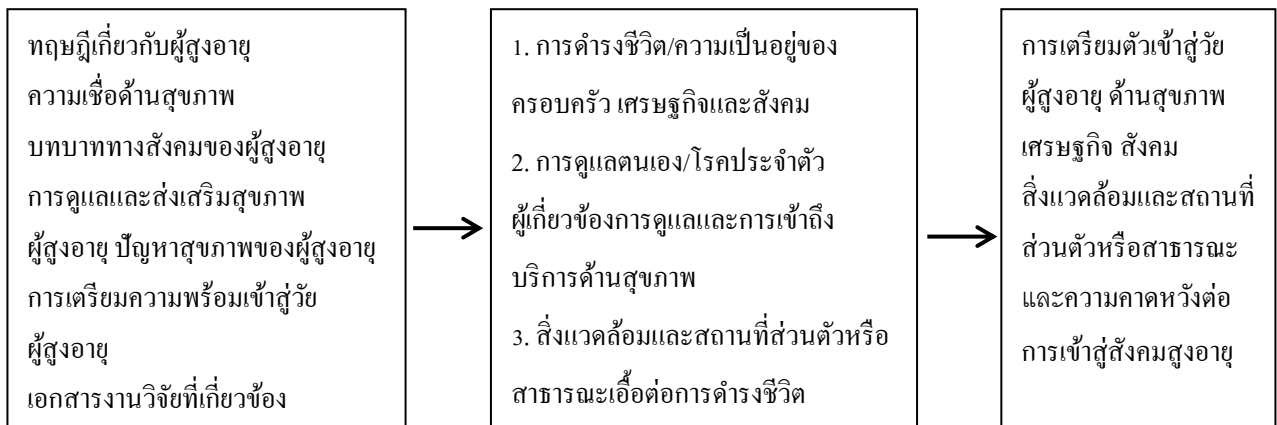 ทฤษฎีเกี่ยวกับผู้สูงอายุ
ความเชื่อด้านสุขภาพ
บทบาททางสังคมของผู้สูงอายุ
การดูแลและส่งเสริมสุขภาพ
ผู้สูงอายุ ปัญหาสุขภาพของผู้สูงอายุ
การเตรียมความพร้อมเข้าสู่วัย
ผู้สูงอายุ
เอกสารงานวิจัยที่เกี่ยวข้อง
1. การดำรงชีวิต/ความเป็นอยู่ของ
ครอบครัว เศรษฐกิจและสังคม
2. การดูแลตนเอง/โรคประจำตัว
ผู้เกี่ยวข้องการดูแลและการเข้าถึง
บริการด้านสุขภาพ
3. สิ่งแวดล้อมและสถานที่ส่วนตัวหรือ
สาธารณะเอื้อต่อการดำรงชีวิต
การเตรียมตัวเข้าสู่วัย
ผู้สูงอายุ ด้านสุขภาพ
เศรษฐกิจ สังคม
สิ่งแวดล้อมและสถานที่
ส่วนตัวหรือสาธารณะ
และความคาดหวังต่อ
การเข้าสู่สังคมสูงอายุ